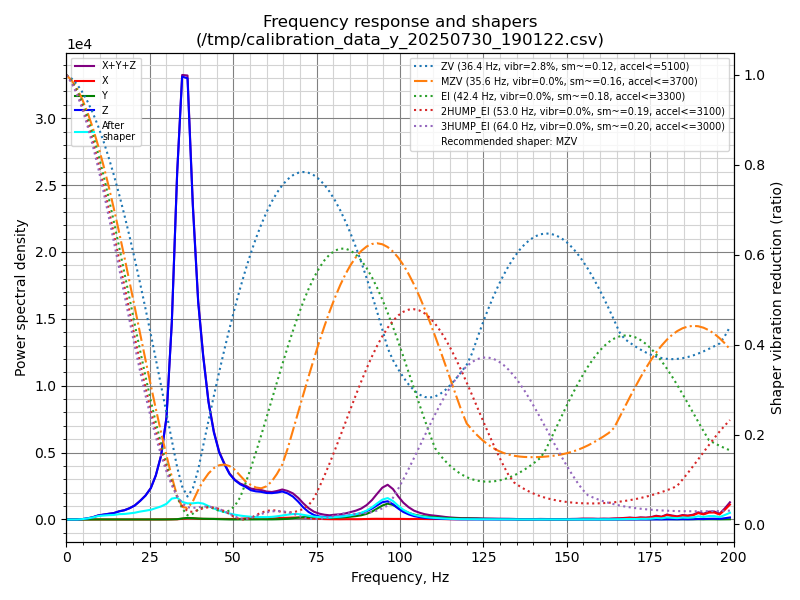 Frequency response and shapers
(/tmp/calibration_data_y_20250730_190122.csv)
1e4
X+Y+Z
X
Y
Z
After
shaper
ZV (36.4 Hz, vibr=2.8%, sm~=0.12, accel<=5100)
MZV (35.6 Hz, vibr=0.0%, sm~=0.16, accel<=3700)
EI (42.4 Hz, vibr=0.0%, sm~=0.18, accel<=3300)
2HUMP_EI (53.0 Hz, vibr=0.0%, sm~=0.19, accel<=3100)
3HUMP_EI (64.0 Hz, vibr=0.0%, sm~=0.20, accel<=3000)
Recommended shaper: MZV
Power spectral density
3.0
2.5
2.0
1.5
1.0
0.5
0.0
1.0
0.8
0.6
0.4
0.2
0.0
Shaper vibration reduction (ratio)
0 25 50 75 100 125 150 175 200
Frequency, Hz